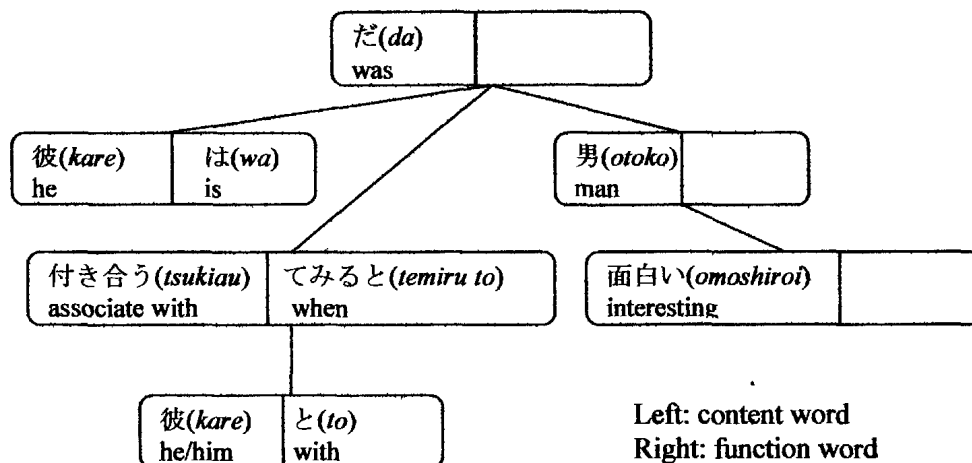 だ(da)
was
彼(kare) は(wa)
he is
男(otoko)
man
付き合う(tsukiau) てみると(temiru to)
associate with when
面白い(omoshiroi)
interesting
彼(kare) と(to)
he/him with
Left: content word
Right: function word